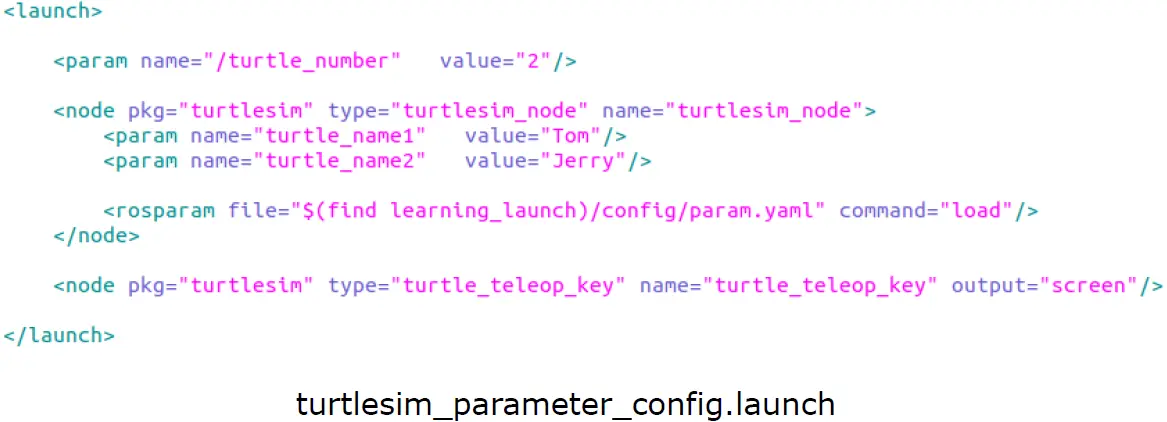 <launch>
<param name="/turtle_number"   value="2"/>
<node pkg="turtlesim" type="turtlesim_node" name="turtlesim_node">
<param name="turtle_name1"   value="Tom"/>
<param name="turtle_name2"   value="Jerry"/>
<rosparam file="$(find learning_launch)/config/param.yaml" command="load"/>
</node>
<node pkg="turtlesim" type="turtle_teleop_key" name="turtle_teleop_key" output="screen"/>
</launch>
turtlesim_parameter_config.launch